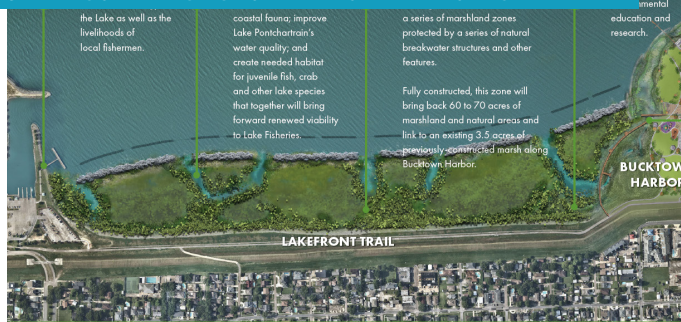 the Lake as well as the
livelihoods of
local fishermen.
coastal fauna; improve
Lake Pontchartrain's
water quality; and
create needed habitat
for juvenile fish, crab
and other lake species
that together will bring
forward renewed viability
to Lake Fisheries.
a series of marshland zones
protected by a series of natural
breakwater structures and other
features.
Fully constructed, this zone will
bring back 60 to 70 acres of
marshland and natural areas and
link to an existing 3.5 acres of
previously-constructed marsh along
Bucktown Harbor.
education and
research.
LAKEFRONT TRAIL